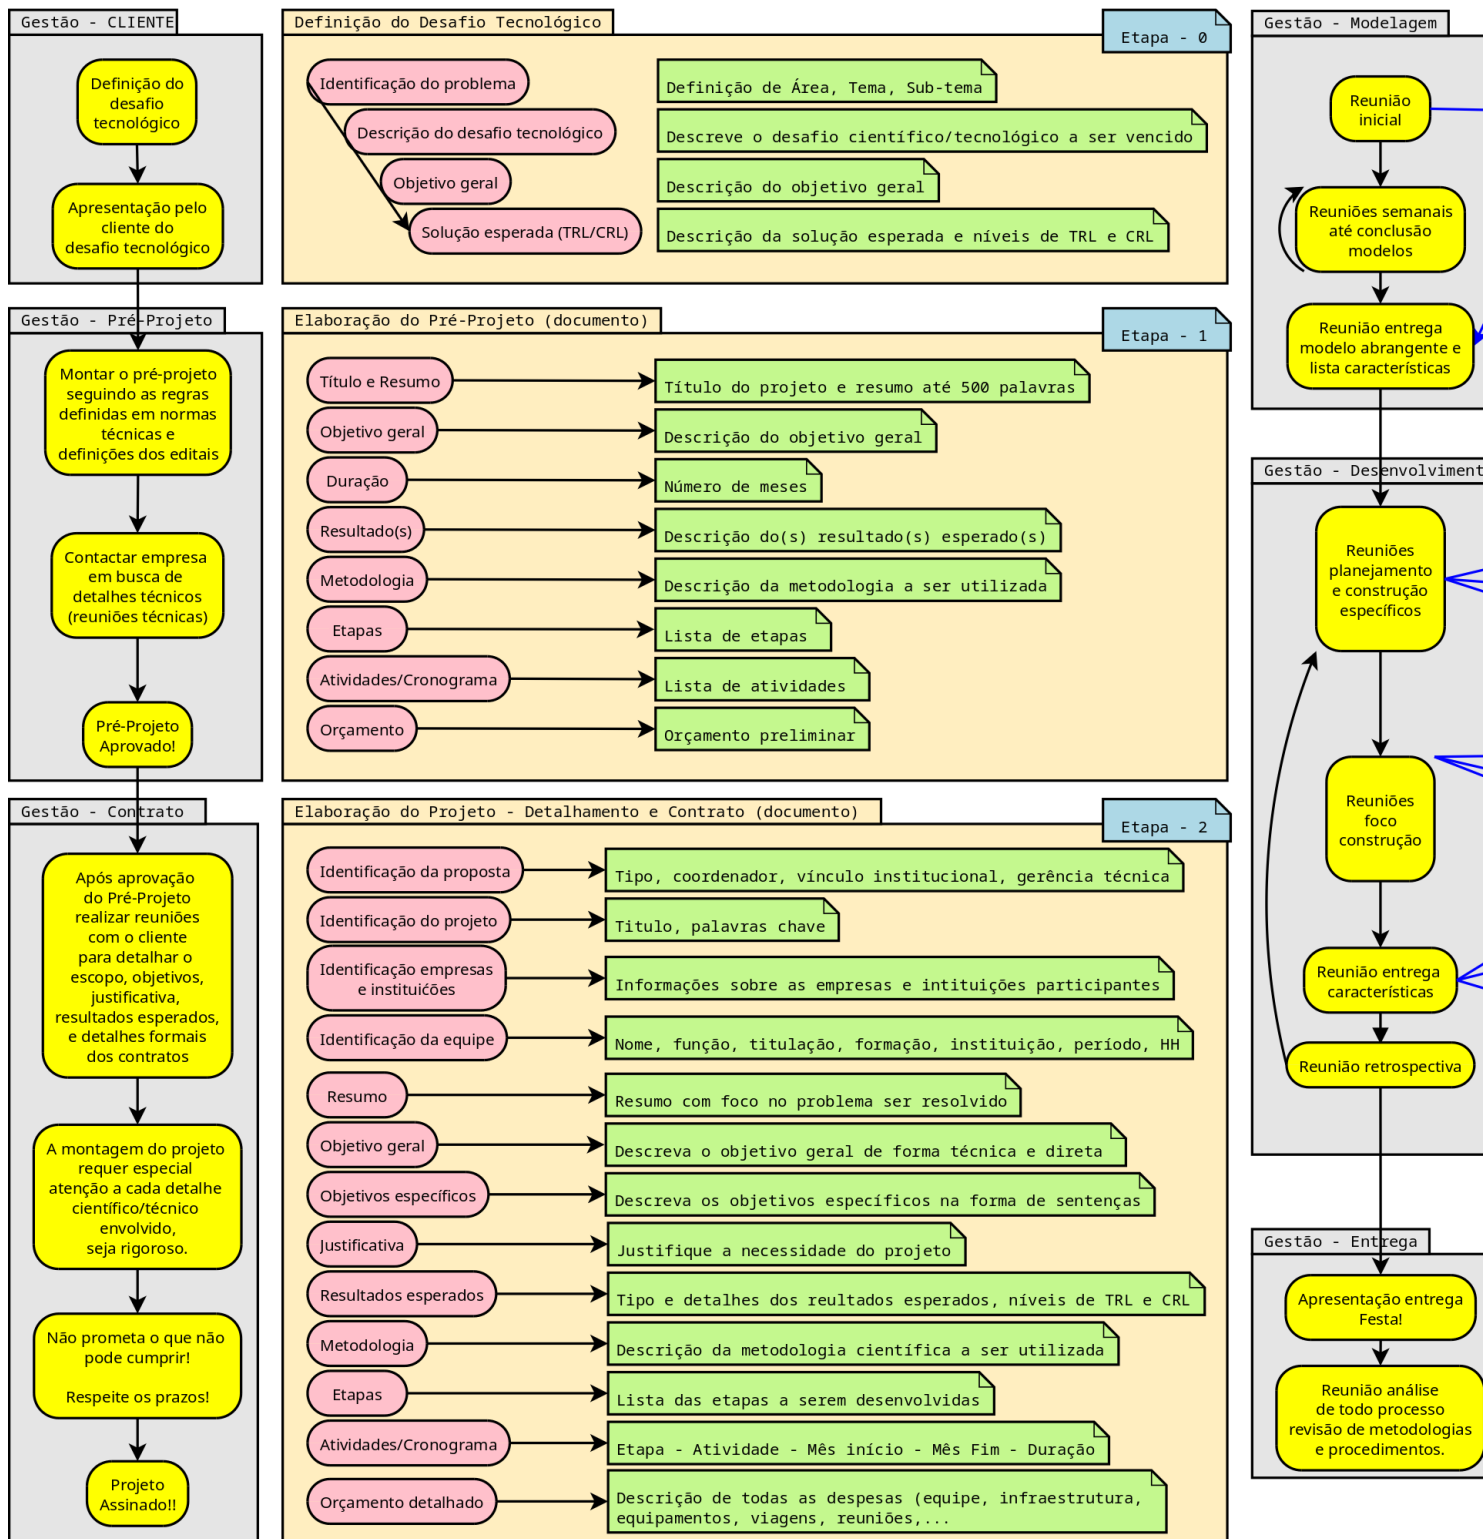 Gestão - CLIENTE
Definição do
desafio
tecnológico
Apresentação pelo
cliente do
desafio tecnológico
Gestão - Pré-Projeto
Montar o pré-projeto
seguindo as regras
definidas em normas
técnicas e
definições dos editais
Contactar empresa
em busca de
detalhes técnicos
(reuniões técnicas)
Pré-Projeto
Aprovado!
Gestão - Contrato
Após aprovação
do Pré-Projeto
realizar reuniões
com o cliente
para detalhar o
escopo, objetivos,
justificativa,
resultados esperados,
e detalhes formais
dos contratos
A montagem do projeto
requer especial
atenção a cada detalhe
científico/técnico
envolvido,
seja rigoroso.
Não prometa o que não
pode cumprir!
Respeite os prazos!
Projeto
Assinado!!
Definição do Desafio Tecnológico
Etapa - 0
Identificação do problema
Definição de Área, Tema, Sub-tema
Descrição do desafio tecnológico
Descreve o desafio científico/tecnológico a ser vencido
Objetivo geral
Descrição do objetivo geral
Solução esperada (TRL/CRL)
Descrição da solução esperada e níveis de TRL e CRL
Elaboração do Pré-Projeto (documento)
Etapa - 1
Título e Resumo
Título do projeto e resumo até 500 palavras
Objetivo geral
Descrição do objetivo geral
Duração
Número de meses
Resultado(s)
Descrição do(s) resultado(s) esperado(s)
Metodologia
Descrição da metodologia a ser utilizada
Etapas
Lista de etapas
Atividades/Cronograma
Lista de atividades
Orçamento
Orçamento preliminar
Elaboração do Projeto - Detalhamento e Contrato (documento)
Etapa - 2
Identificação da proposta
Tipo, coordenador, vínculo institucional, gerência técnica
Identificação do projeto
Titulo, palavras chave
Identificação empresas
e instituićões
Informações sobre as empresas e intituições participantes
Identificação da equipe
Nome, função, titulação, formação, instituição, período, HH
Resumo
Resumo com foco no problema ser resolvido
Objetivo geral
Descreva o objetivo geral de forma técnica e direta
Objetivos específicos
Descreva os objetivos específicos na forma de sentenças
Justificativa
Justifique a necessidade do projeto
Resultados esperados
Tipo e detalhes dos reultados esperados, níveis de TRL e CRL
Metodologia
Descrição da metodologia científica a ser utilizada
Etapas
Lista das etapas a serem desenvolvidas
Atividades/Cronograma
Etapa - Atividade - Mês início - Mês Fim - Duração
Orçamento detalhado
Descrição de todas as despesas (equipe, infraestrutura,
equipamentos, viagens, reuniões,...
Gestão - Modelagem
Reunião
inicial
Reuniões semanais
até conclusão
modelos
Reunião entrega
modelo abrangente e
lista características
Gestão - Desenvolviment
Reuniões
planejamento
e construção
específicos
Reuniões
foco
construção
Reunião entrega
características
Reunião retrospectiva
Gestão - Entrega
Apresentação entrega
Festa!
Reunião análise
de todo processo
revisão de metodologias
e procedimentos.